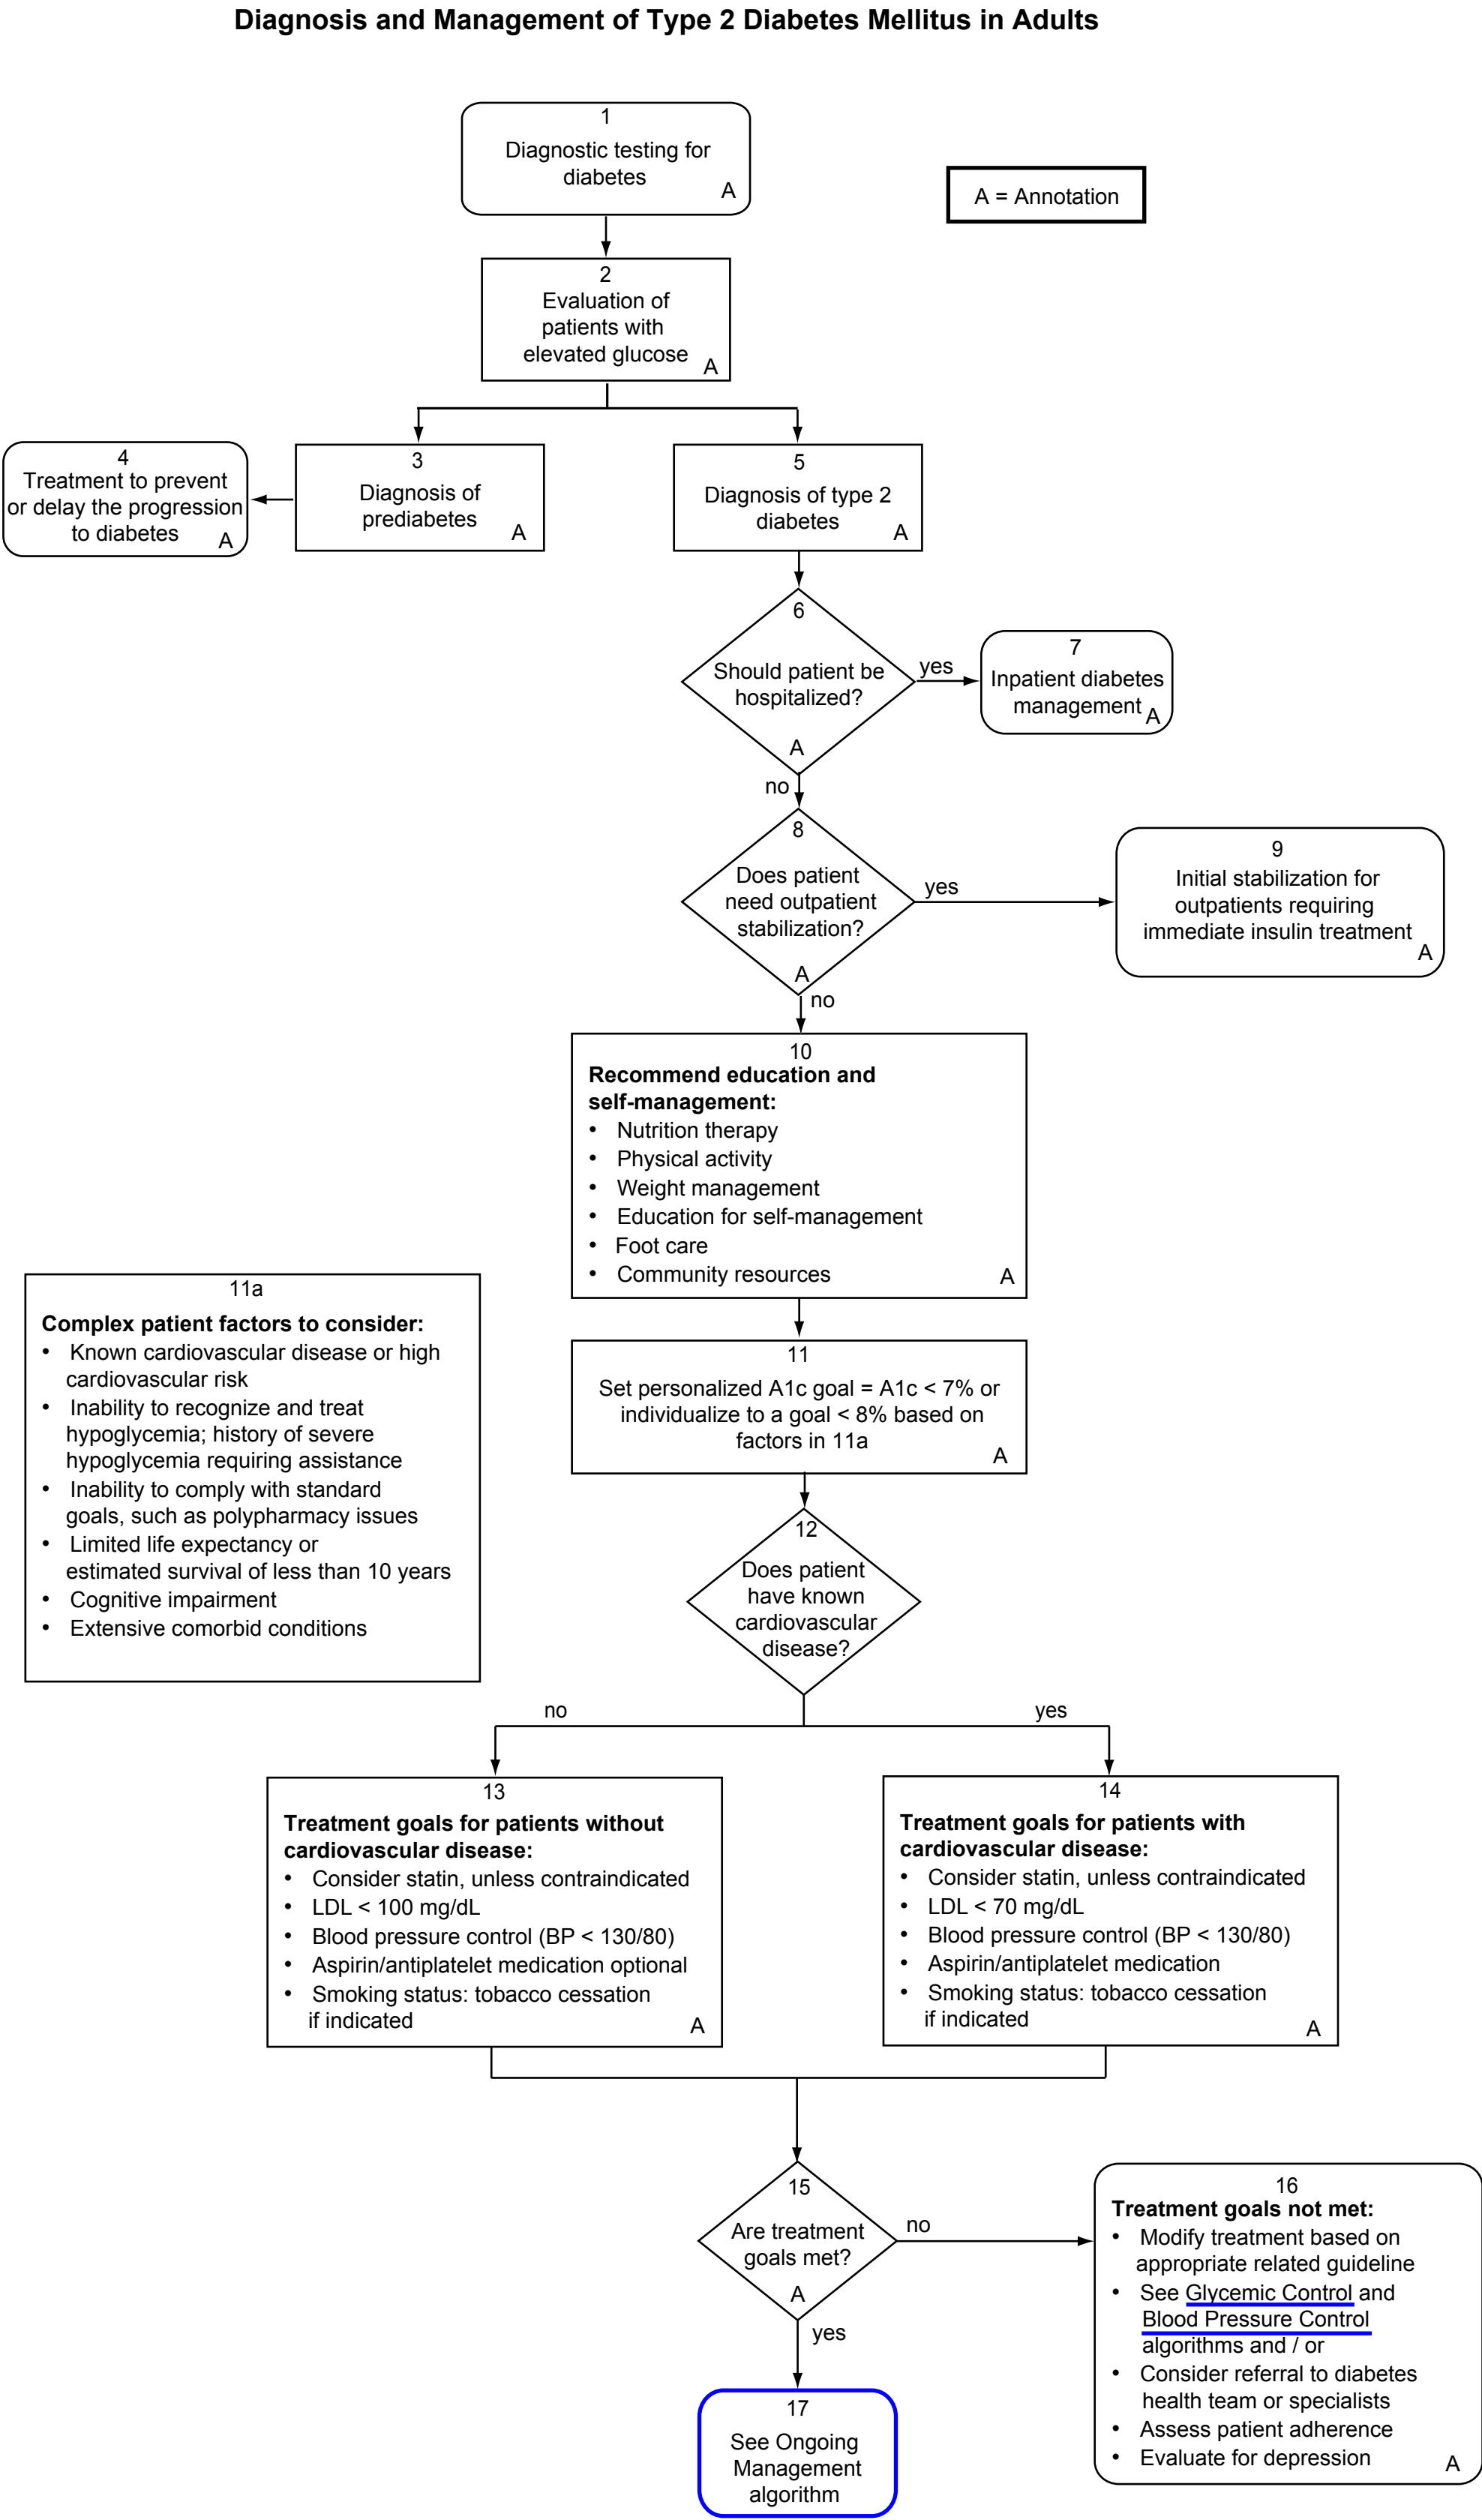 Diagnosis and Management of Type 2 Diabetes Mellitus in Adults
1
Diagnostic testing for
diabetes
A
A = Annotation
2
Evaluation of
patients with
elevated glucose
A
4
Treatment to prevent
or delay the progression
to diabetes
A
3
Diagnosis of
prediabetes
A
5
Diagnosis of type 2
diabetes
A
6
Should patient be
hospitalized?
A
yes
7
Inpatient diabetes
management
A
no
8
Does patient
need outpatient
stabilization?
A
yes
9
Initial stabilization for
outpatients requiring
immediate insulin treatment
A
no
10
Recommend education and
self-management:
• Nutrition therapy
• Physical activity
• Weight management
• Education for self-management
• Foot care
• Community resources
A
11a
Complex patient factors to consider:
• Known cardiovascular disease or high
cardiovascular risk
• Inability to recognize and treat
hypoglycemia; history of severe
hypoglycemia requiring assistance
• Inability to comply with standard
goals, such as polypharmacy issues
• Limited life expectancy or
estimated survival of less than 10 years
• Cognitive impairment
• Extensive comorbid conditions
11
Set personalized A1c goal = A1c < 7% or
individualize to a goal < 8% based on
factors in 11a
A
12
Does patient
have known
cardiovascular
disease?
no
yes
13
Treatment goals for patients without
cardiovascular disease:
• Consider statin, unless contraindicated
• LDL < 100 mg/dL
• Blood pressure control (BP < 130/80)
• Aspirin/antiplatelet medication optional
• Smoking status: tobacco cessation
if indicated
A
14
Treatment goals for patients with
cardiovascular disease:
• Consider statin, unless contraindicated
• LDL < 70 mg/dL
• Blood pressure control (BP < 130/80)
• Aspirin/antiplatelet medication
• Smoking status: tobacco cessation
if indicated
A
15
Are treatment
goals met?
A
no
16
Treatment goals not met:
• Modify treatment based on
appropriate related guideline
• See Glycemic Control and
Blood Pressure Control
algorithms and / or
• Consider referral to diabetes
health team or specialists
• Assess patient adherence
• Evaluate for depression
A
yes
17
See Ongoing
Management
algorithm